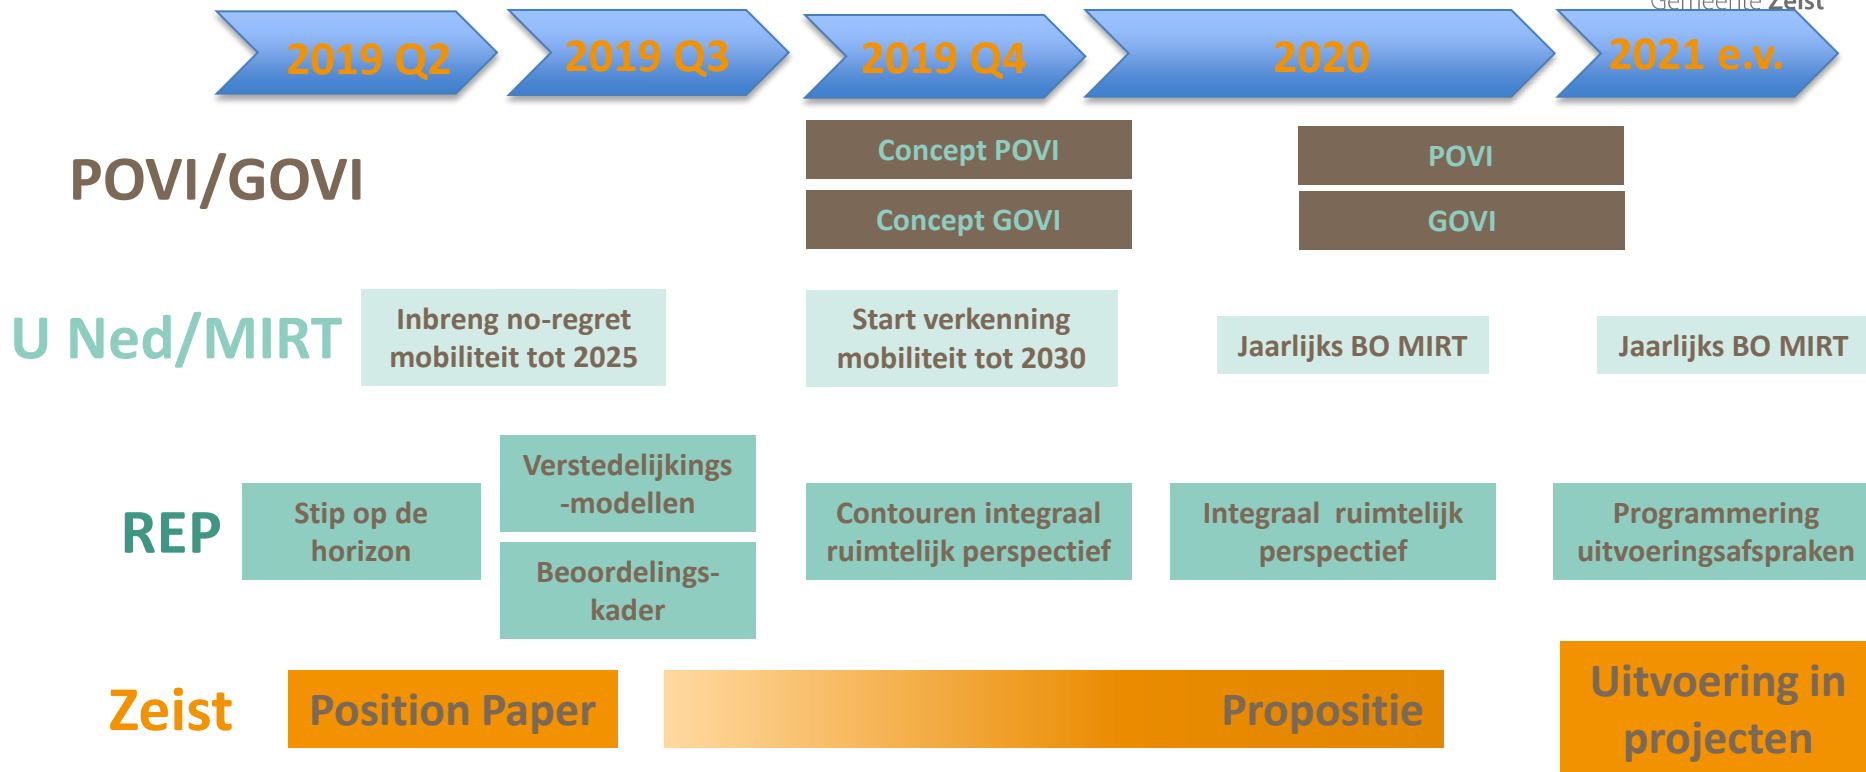 Gemeente Zeist
2019 Q2
2019 Q3
2019 Q4
2020
2021 e.v.
POVI/GOVI
Concept POVI
POVI
Concept GOVI
GOVI
U Ned/MIRT
Inbreng no-regret
mobiliteit tot 2025
Start verkenning
mobiliteit tot 2030
Jaarlijks BO MIRT
Jaarlijks BO MIRT
REP
Stip op de
horizon
Verstedelijkings
-modellen
Beoordelings-
kader
Contouren integraal
ruimtelijk perspectief
Integraal ruimtelijk
perspectief
Programmering
uitvoeringsafspraken
Zeist
Position Paper
Propositie
Uitvoering in
projecten